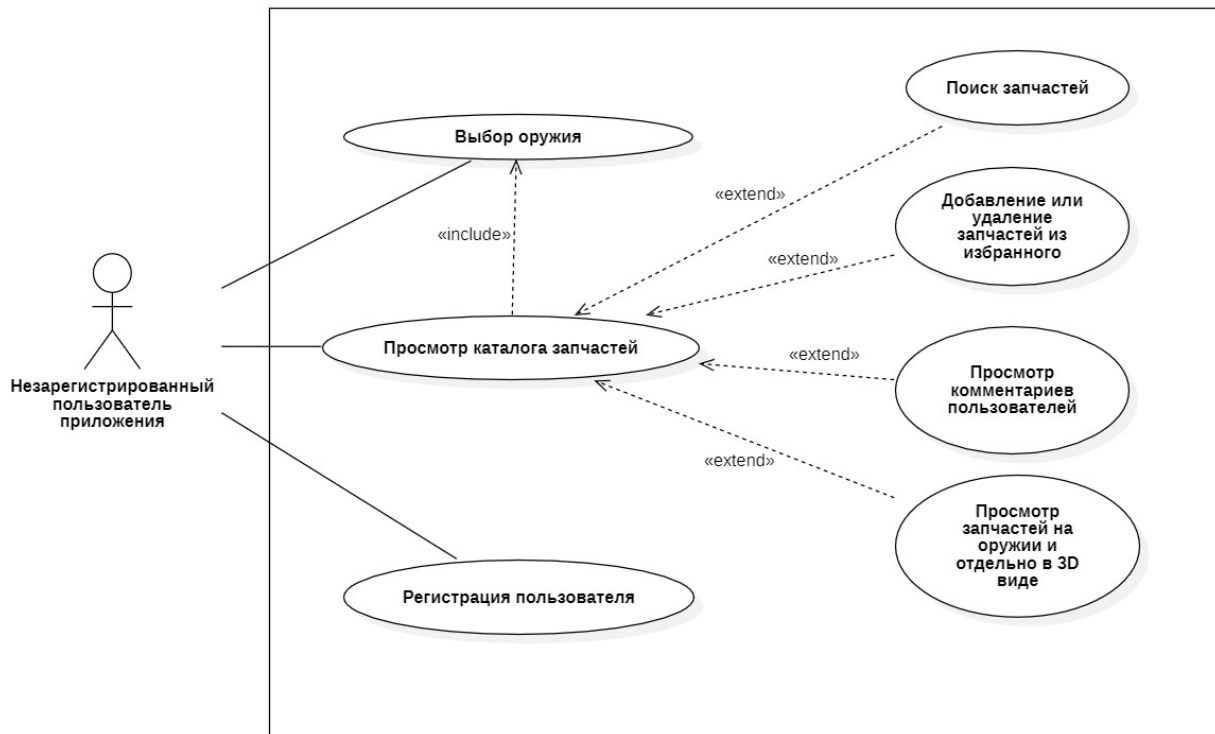 Поиск запчастей
Выбор оружия
«extend»
Добавление или
удаление
запчастей из
избранного
«include»
«extend»
Просмотр каталога запчастей
«extend»
Просмотр
комментариев
пользователей
Незарегистрированный
пользователь
приложения
«extend»
Просмотр
запчастей на
оружии и
отдельно в 3D
виде
Регистрация пользователя